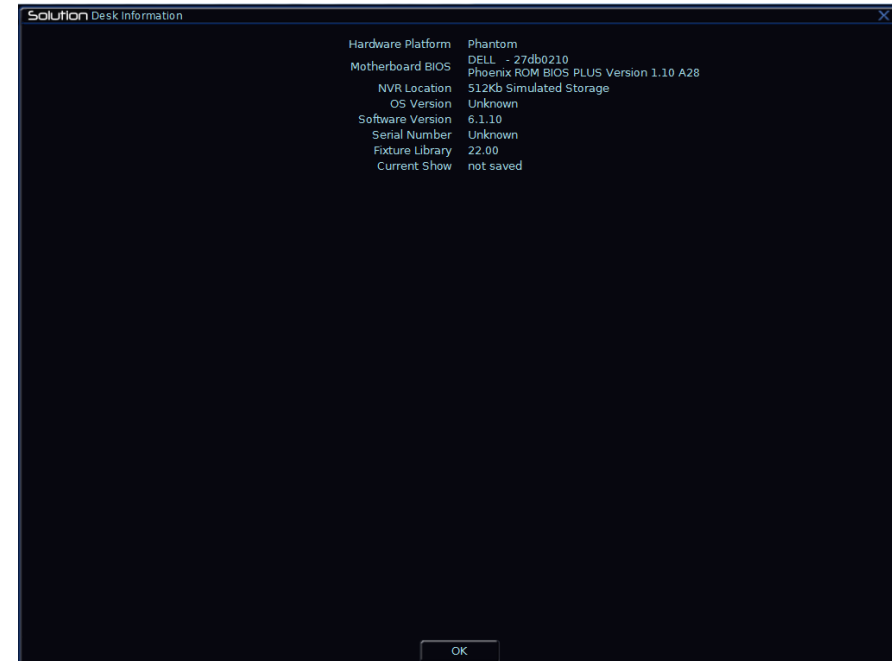 Solution Desk Information
Hardware Platform Phantom
Motherboard BIOS DELL - 27db0210
Phoenix ROM BIOS PLUS Version 1.10 A28
NVR Location 512Kb Simulated Storage
OS Version Unknown
Software Version 6.1.10
Serial Number Unknown
Fixture Library 22.00
Current Show not saved
OK